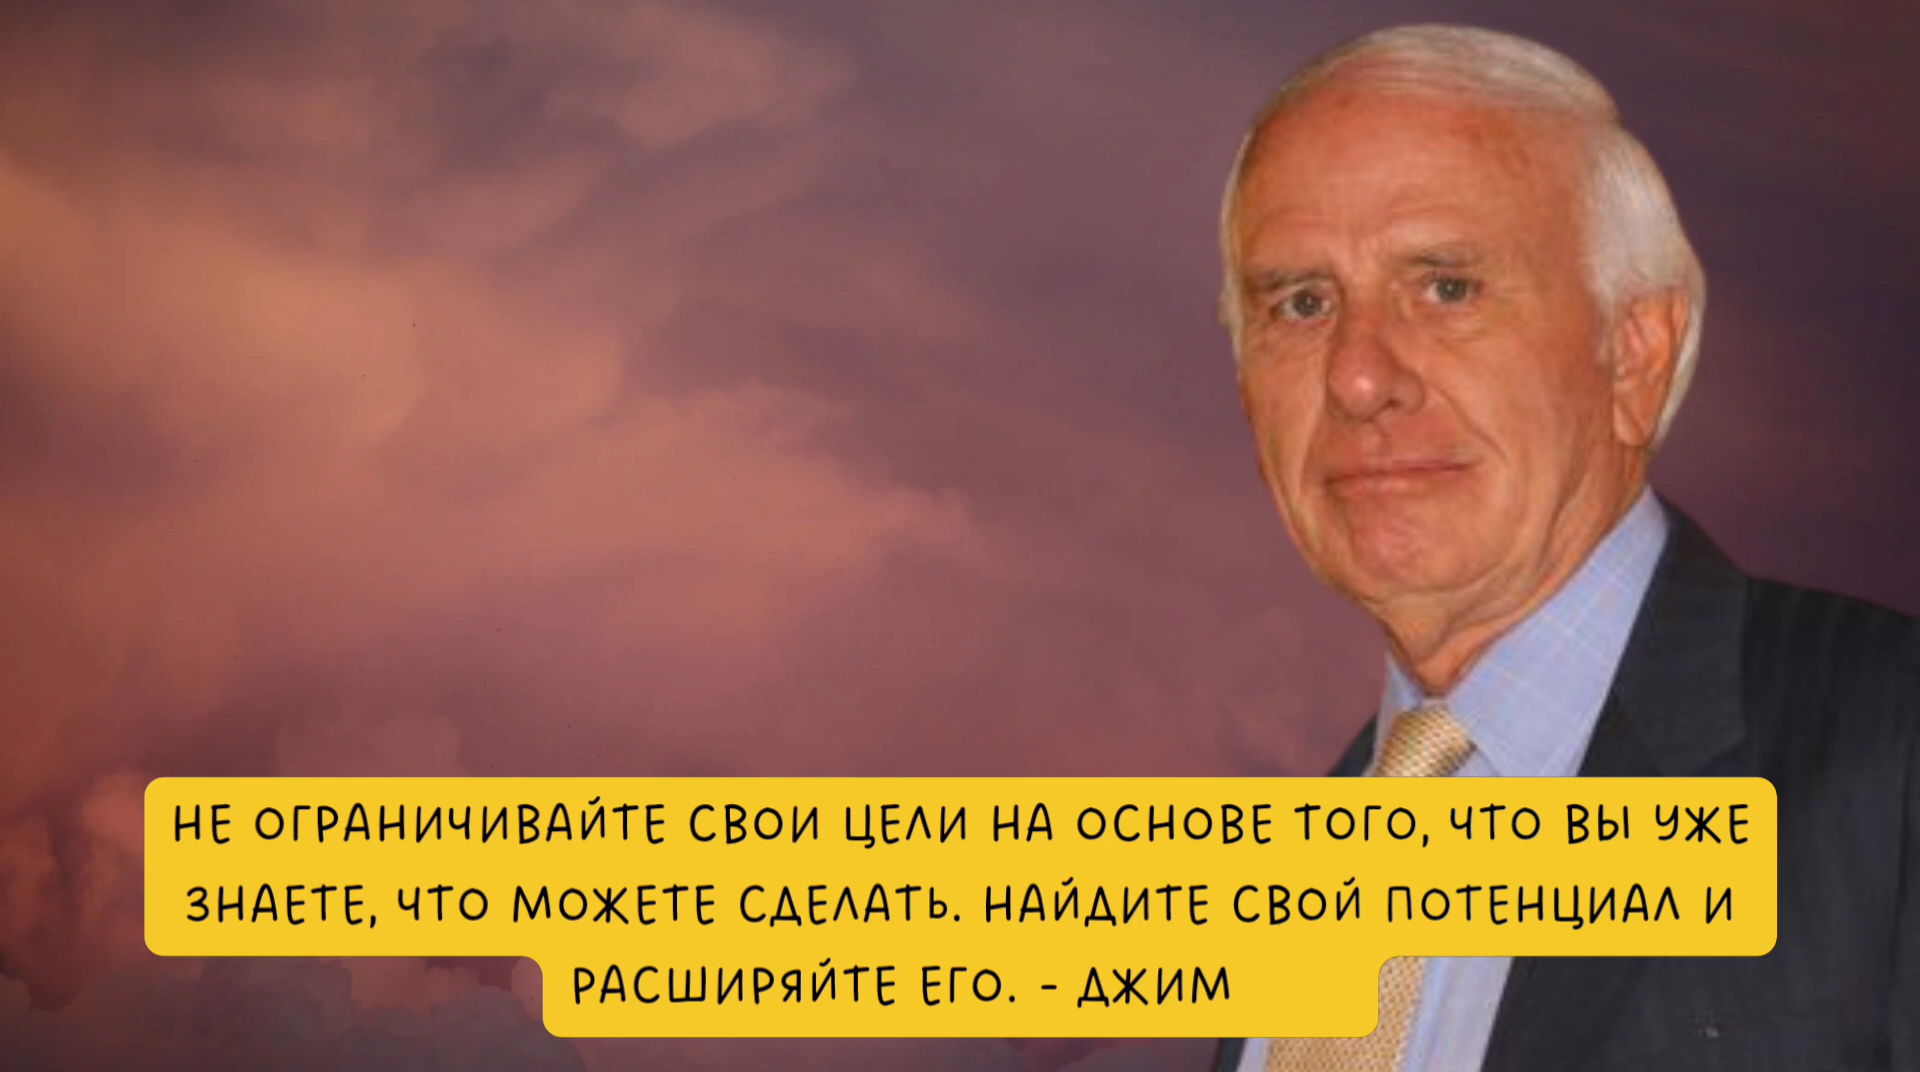 НЕ ОГРАНИЧИВАЙТЕ СВОИ ЦЕЛИ НА ОСНОВЕ ТОГО, ЧТО ВЫ УЖЕ
ЗНАЕТЕ, ЧТО МОЖЕТЕ СДЕЛАТЬ. НАЙДИТЕ СВОЙ ПОТЕНЦИАЛ И
РАСШИРЯЙТЕ ЕГО. - ДЖИМ